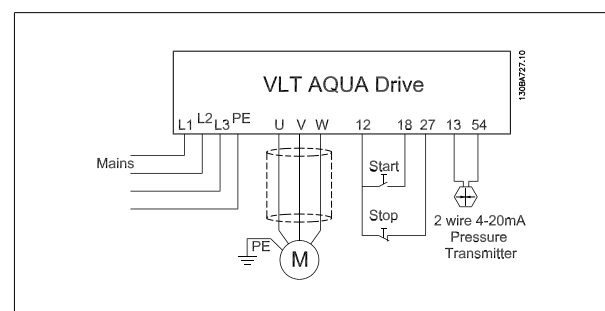 VLT AQUA Drive
130BA727.10
L1 L2 L3 PE U V W 12 18 27 13 54
Mains
Start
Stop
PE
M
2 wire 4-20mA
Pressure
Transmitter